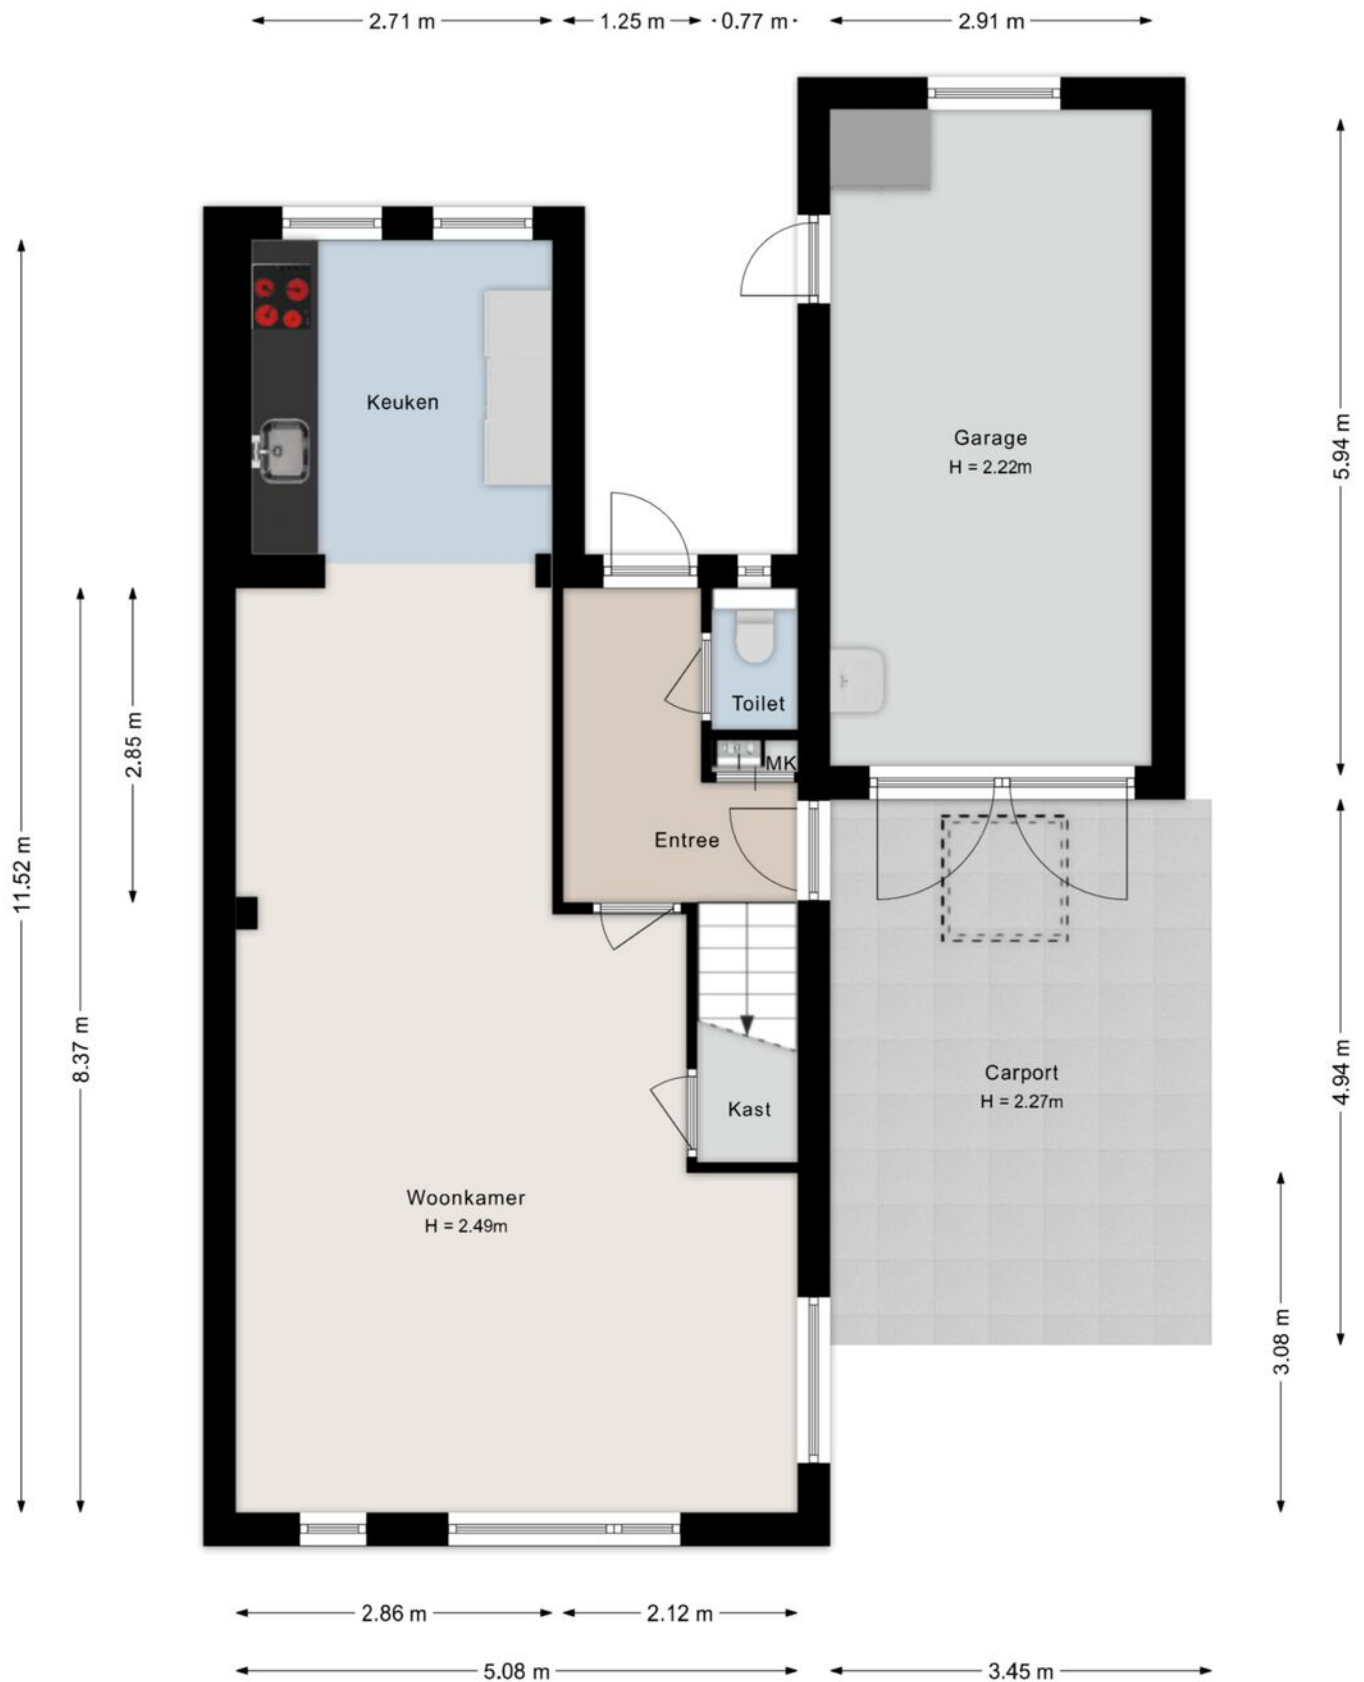 2.71 m
1.25 m
0.77 m
2.91 m
Keuken
Garage
H = 2.22m
5.94 m
Toilet
2.85 m
MK
Entree
11.52 m
8.37 m
Carport
H = 2.27m
4.94 m
Kast
Woonkamer
H = 2.49m
3.08 m
2.86 m
2.12 m
5.08 m
3.45 m